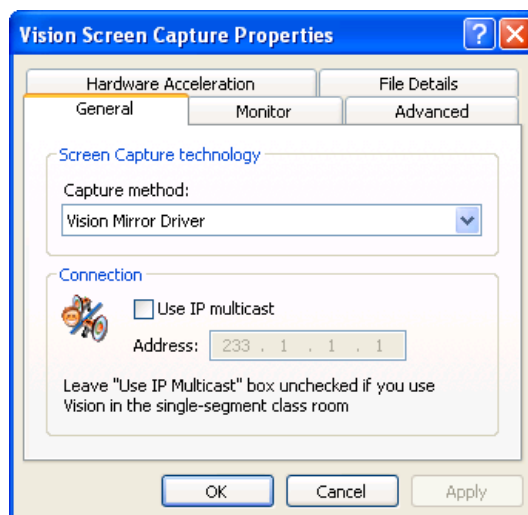 Vision Screen Capture Properties
Hardware Acceleration File Details
General Monitor Advanced
Screen Capture technology
Capture method:
Vision Mirror Driver
Connection
Use IP multicast
Address: 233 . 1 . 1 . 1
Leave "Use IP Multicast" box unchecked if you use
Vision in the single-segment class room
OK Cancel Apply